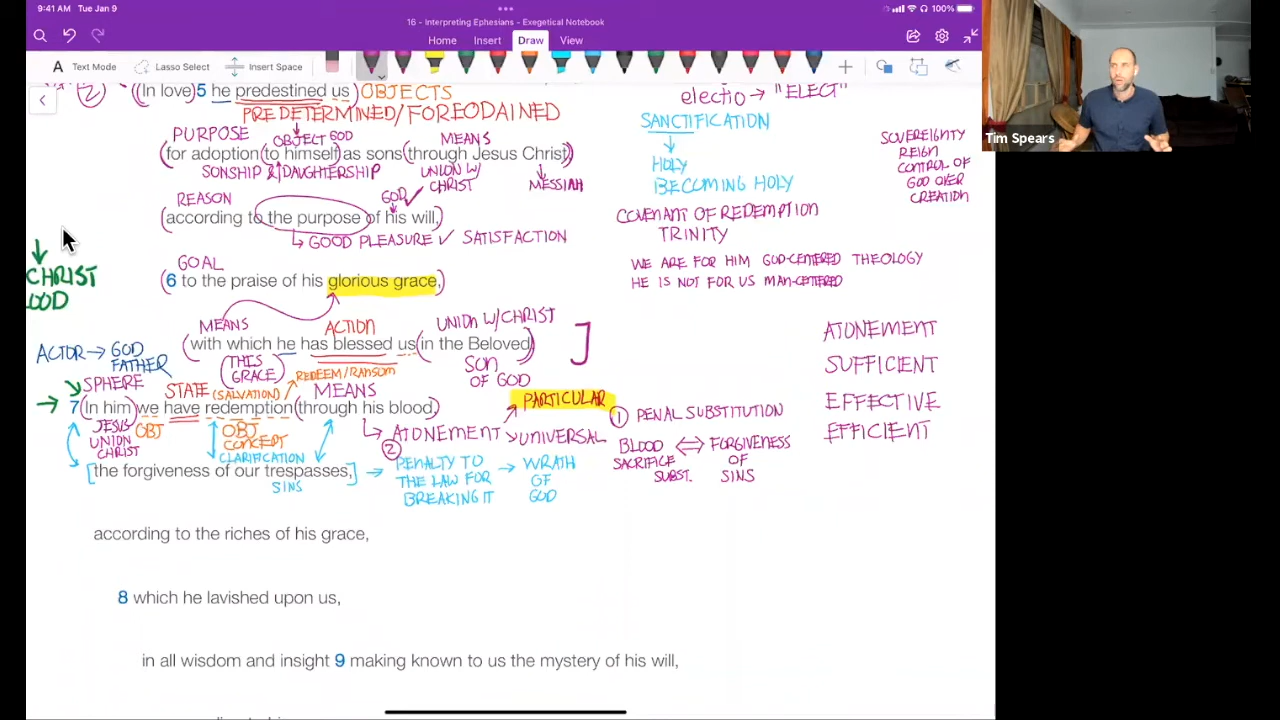 9:41 AM Tue Jan 9
100%
16 - Interpreting Ephesians - Exegetical Notebook
Home Insert Draw View
A Text Mode Lasso Select Insert Space
Tim Spears
(2) (In love) 5 he predestined us OBJECTS
PREDETERMINED/FOREODAINED
electio → "ELECT"
SANCTIFICATION
↓
HOLY
BECOMING HOLY
COVENANT OF REDEMPTION
TRINITY
WE ARE FOR HIM GOD-CENTERED THEOLOGY
HE IS NOT FOR US MAN-CENTERED
SOVEREIGNTY
REIGN
CONTROL OF
GOD OVER
CREATION
PURPOSE OBJECT GOD MEANS
(for adoption (to himself) as sons (through Jesus Christ))
SONSHIP & DAUGHTERSHIP UNION W/ CHRIST MESSIAH
REASON GOD ✓
(according to the purpose of his will,)
↳ GOOD PLEASURE ✓ SATISFACTION
GOAL
(6 to the praise of his glorious grace,)
↓
CHRIST
MEANS ACTION UNION W/CHRIST
(with which he has blessed us (in the Beloved)) ]
ACTOR → GOD
FATHER
(THIS
GRACE)
SON
OF GOD
SPHERE STATE (SALVATION) REDEEM/RANSOM MEANS
→ 7 (In him) we have redemption (through his blood)
JESUS
UNION
CHRIST
OBJ
OBJ
CONCEPT
CLARIFICATION
↳ ATONEMENT
PARTICULAR
UNIVERSAL
[the forgiveness of our trespasses,]
SINS
(2)
→ PENALTY TO
THE LAW FOR
BREAKING IT
→ WRATH
OF
GOD
(1) PENAL SUBSTITUTION
BLOOD ⟺ FORGIVENESS
SACRIFICE OF
SUBST. SINS
ATONEMENT
SUFFICIENT
EFFECTIVE
EFFICIENT
according to the riches of his grace,
8 which he lavished upon us,
in all wisdom and insight 9 making known to us the mystery of his will,